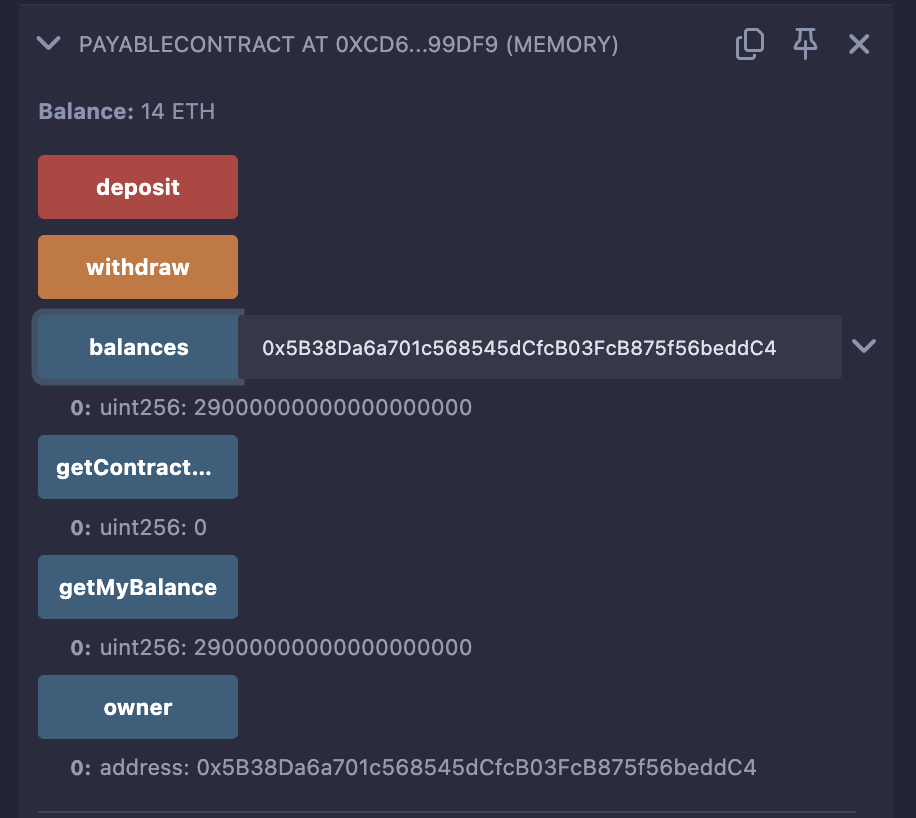 PAYABLECONTRACT AT 0XCD6...99DF9 (MEMORY)
Balance: 14 ETH
deposit
withdraw
balances 0x5B38Da6a701c568545dCfcB03FcB875f56beddC4
0: uint256: 29000000000000000000
getContract...
0: uint256: 0
getMyBalance
0: uint256: 29000000000000000000
owner
0: address: 0x5B38Da6a701c568545dCfcB03FcB875f56beddC4